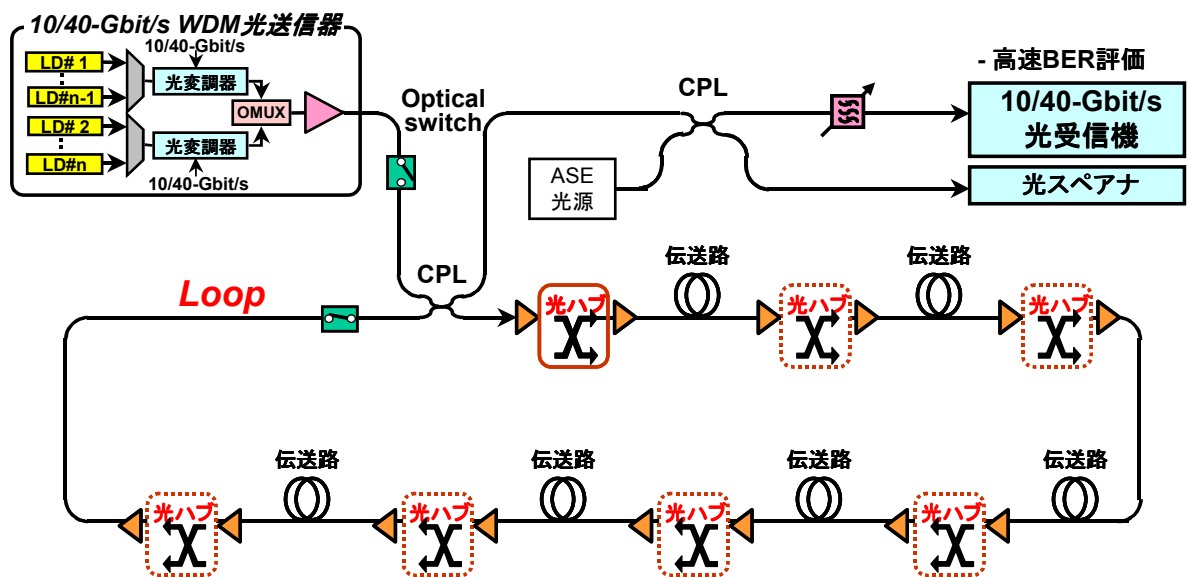 10/40-Gbit/s WDM光送信器
10/40-Gbit/s
LD# 1
光変調器
LD#n-1
OMUX
LD# 2
光変調器
LD#n
10/40-Gbit/s
Optical
switch
CPL
- 高速BER評価
10/40-Gbit/s
光受信機
ASE
光源
光スペアナ
CPL
Loop
光ハブ
伝送路
光ハブ
伝送路
光ハブ
伝送路
伝送路
伝送路
伝送路
光ハブ
光ハブ
光ハブ
光ハブ